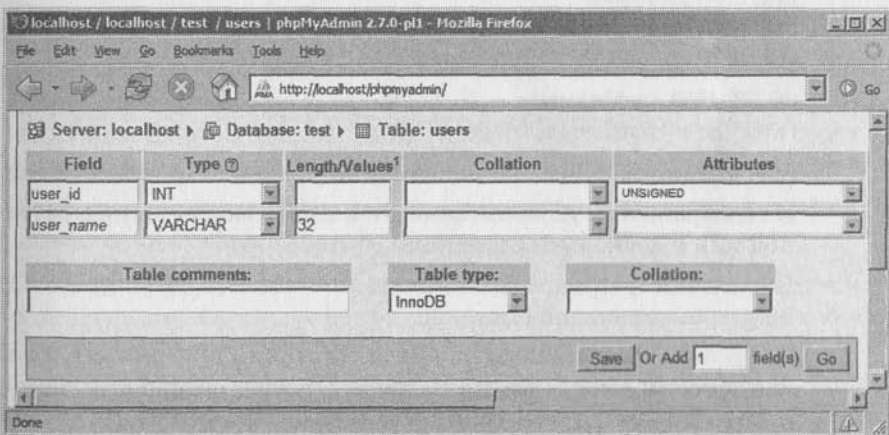 localhost / localhost / test / users | phpMyAdmin 2.7.0-pl1 - Mozilla Firefox
File Edit View Go Bookmarks Tools Help
http://localhost/phpmyadmin/ Go
Server: localhost ▸ Database: test ▸ Table: users
Field Type Length/Values¹ Collation Attributes
user_id INT UNSIGNED
user_name VARCHAR 32
Table comments: Table type: Collation:
InnoDB
Save Or Add 1 field(s) Go
Done